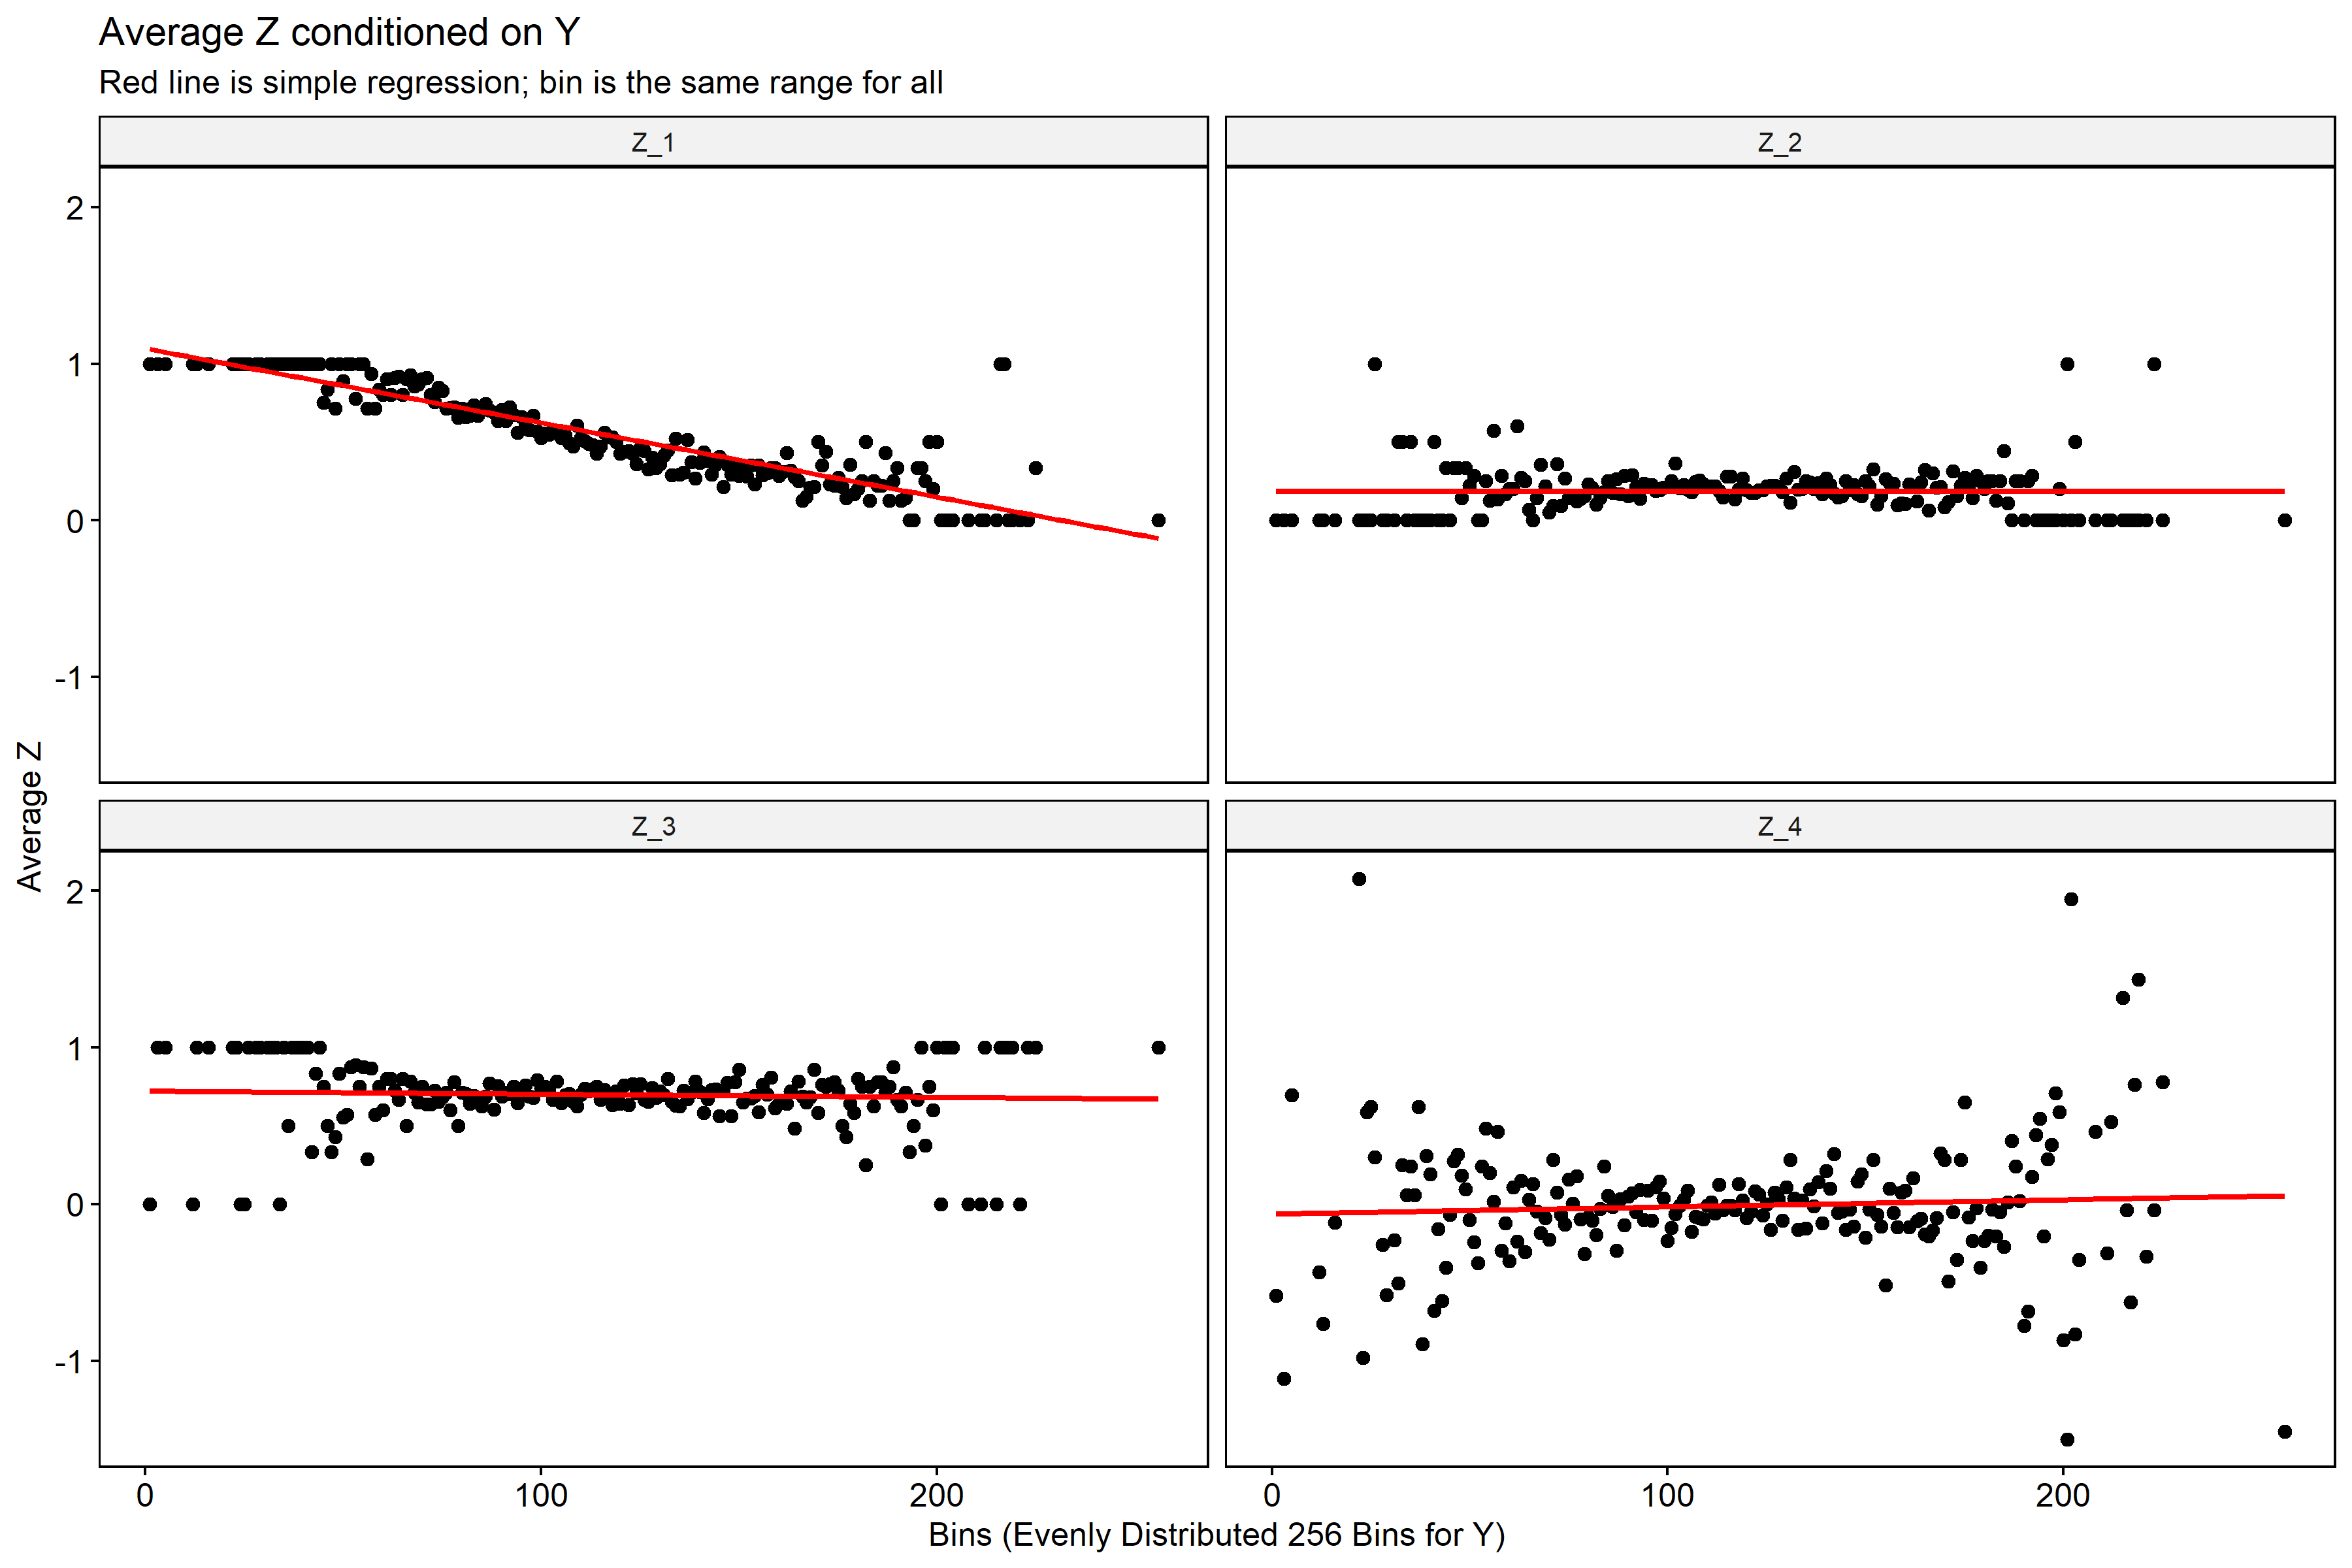 Average Z conditioned on Y
Red line is simple regression; bin is the same range for all
Z_1
Z_2
2
1
0
-1
Average Z
Z_3
Z_4
2
1
0
-1
0
100
200
0
100
200
Bins (Evenly Distributed 256 Bins for Y)